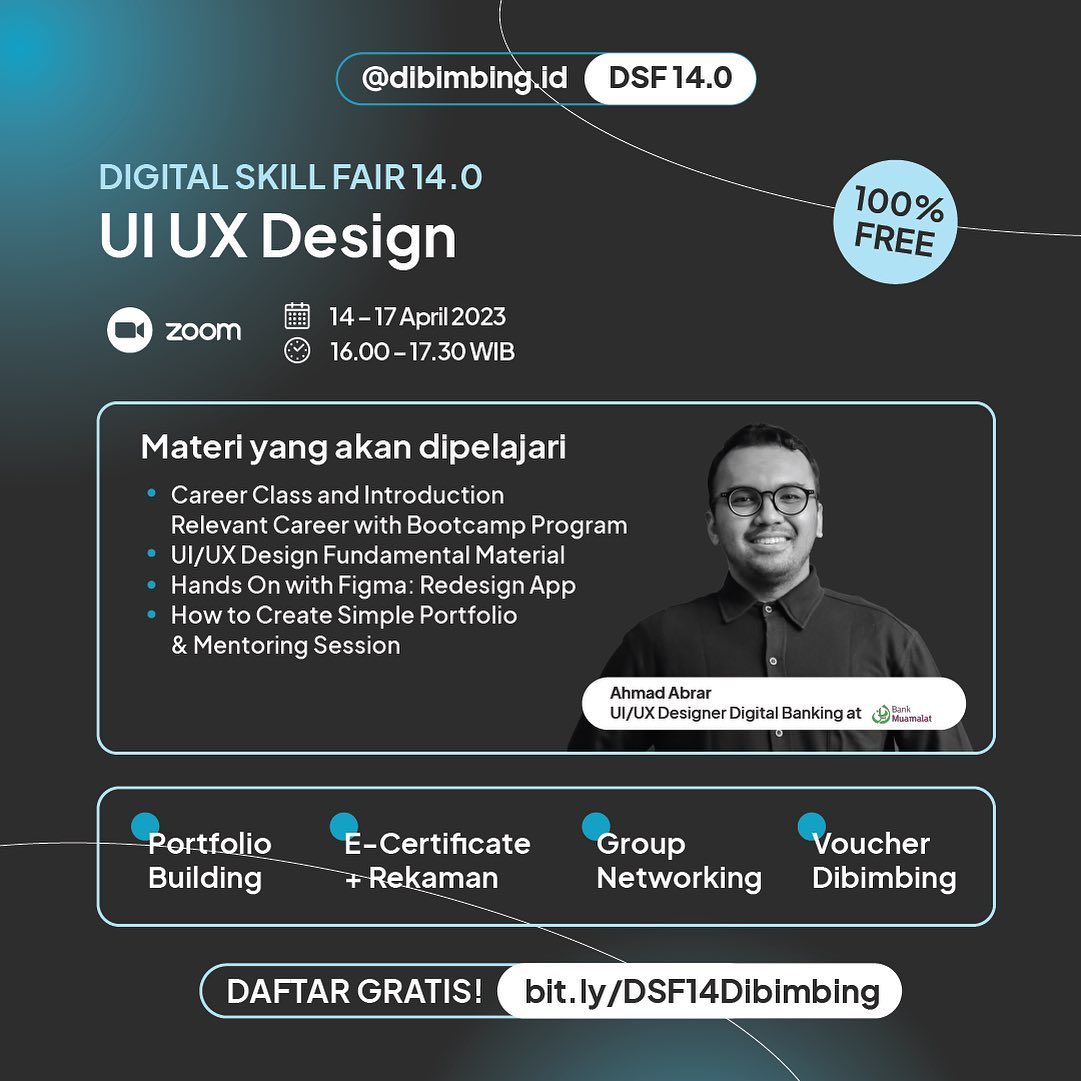 @dibimbing.id DSF 14.0
DIGITAL SKILL FAIR 14.0
UI UX Design
100%
FREE
zoom
14 – 17 April 2023
16.00 – 17.30 WIB
Materi yang akan dipelajari
Career Class and Introduction
Relevant Career with Bootcamp Program
UI/UX Design Fundamental Material
Hands On with Figma: Redesign App
How to Create Simple Portfolio
& Mentoring Session
Ahmad Abrar
UI/UX Designer Digital Banking at
Bank
Muamalat
Portfolio
Building
E-Certificate
+ Rekaman
Group
Networking
Voucher
Dibimbing
DAFTAR GRATIS! bit.ly/DSF14Dibimbing